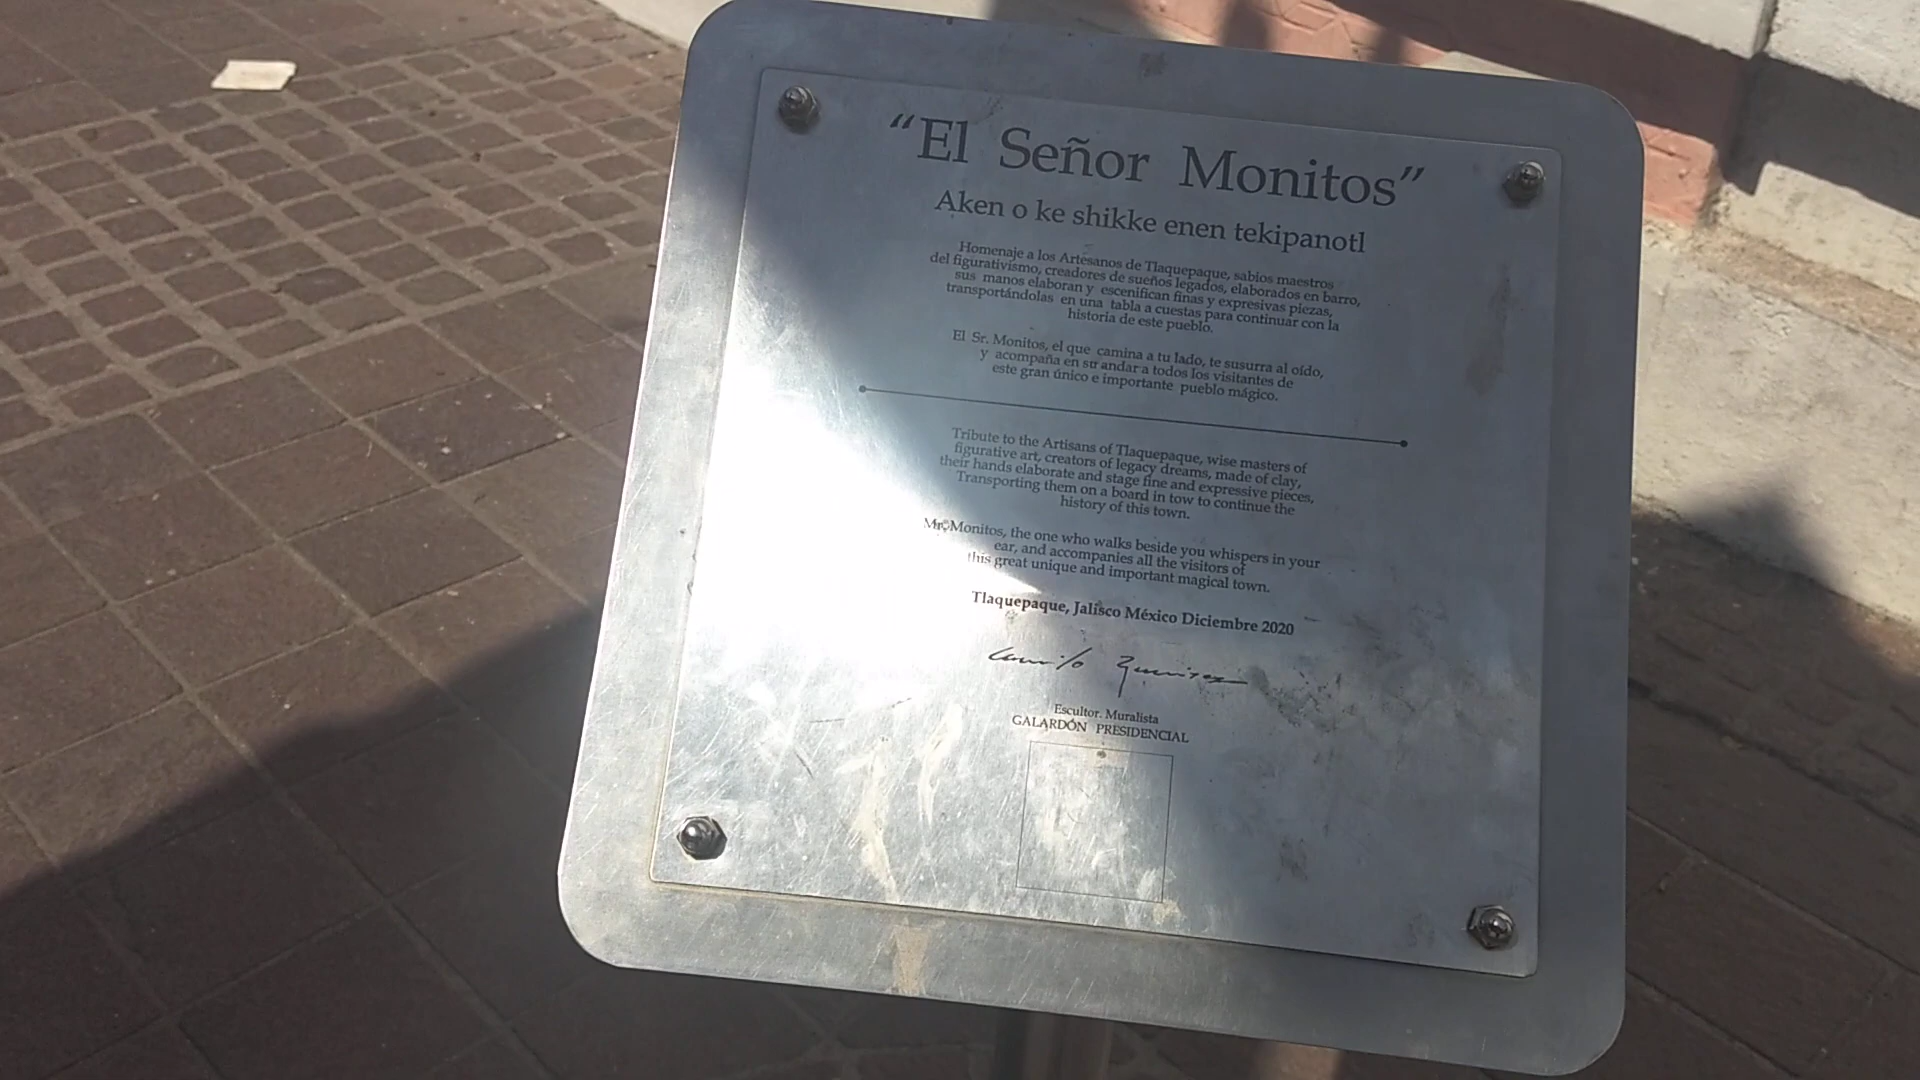 “El Señor Monitos”
Aken o ke shikke enen tekipanotl
Homenaje a los Artesanos de Tlaquepaque, sabios maestros
del figurativismo, creadores de sueños legados, elaborados en barro,
sus manos elaboran y escenifican finas y expresivas piezas,
transportándolas en una tabla a cuestas para continuar con la
historia de este pueblo.
El Sr. Monitos, el que camina a tu lado, te susurra al oído,
y acompaña en su andar a todos los visitantes de
este gran único e importante pueblo mágico.
Tribute to the Artisans of Tlaquepaque, wise masters of
figurative art, creators of legacy dreams, made of clay,
their hands elaborate and stage fine and expressive pieces,
Transporting them on a board in tow to continue the
history of this town.
Mr. Monitos, the one who walks beside you whispers in your
ear, and accompanies all the visitors of
this great unique and important magical town.
Tlaquepaque, Jalisco México Diciembre 2020
Escultor. Muralista
GALARDÓN PRESIDENCIAL